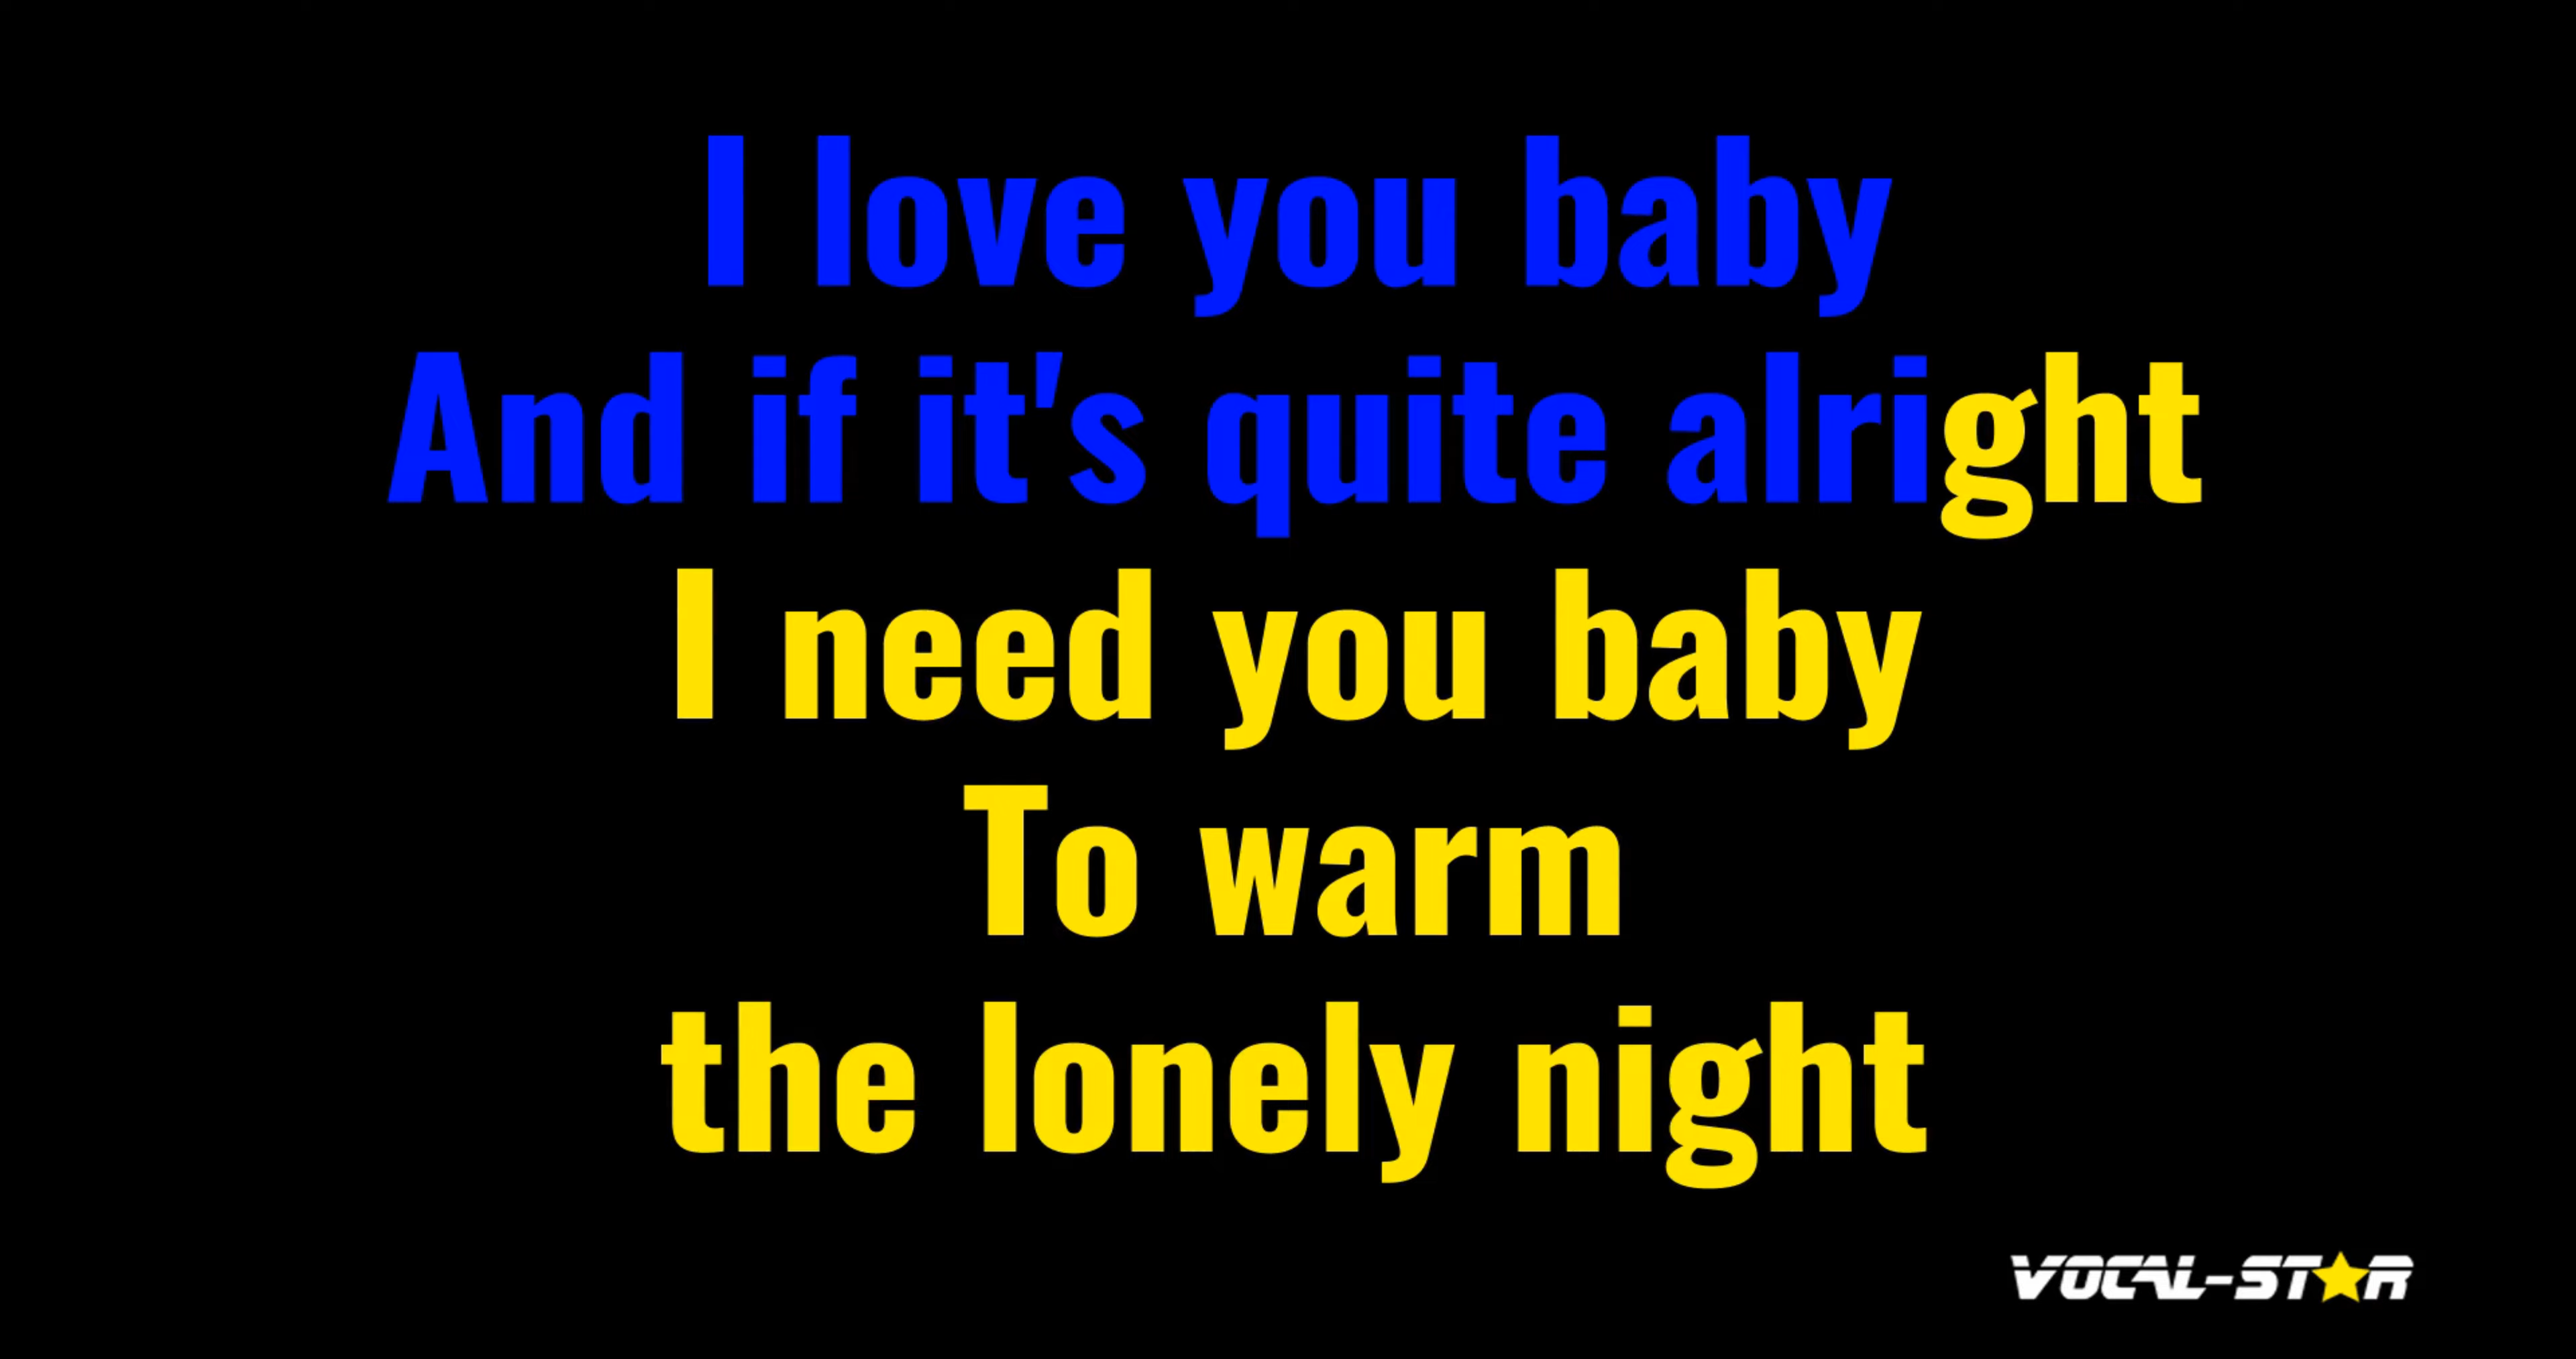 I love you baby
And if it's quite alright
I need you baby
To warm
the lonely night
VOCAL-STAR